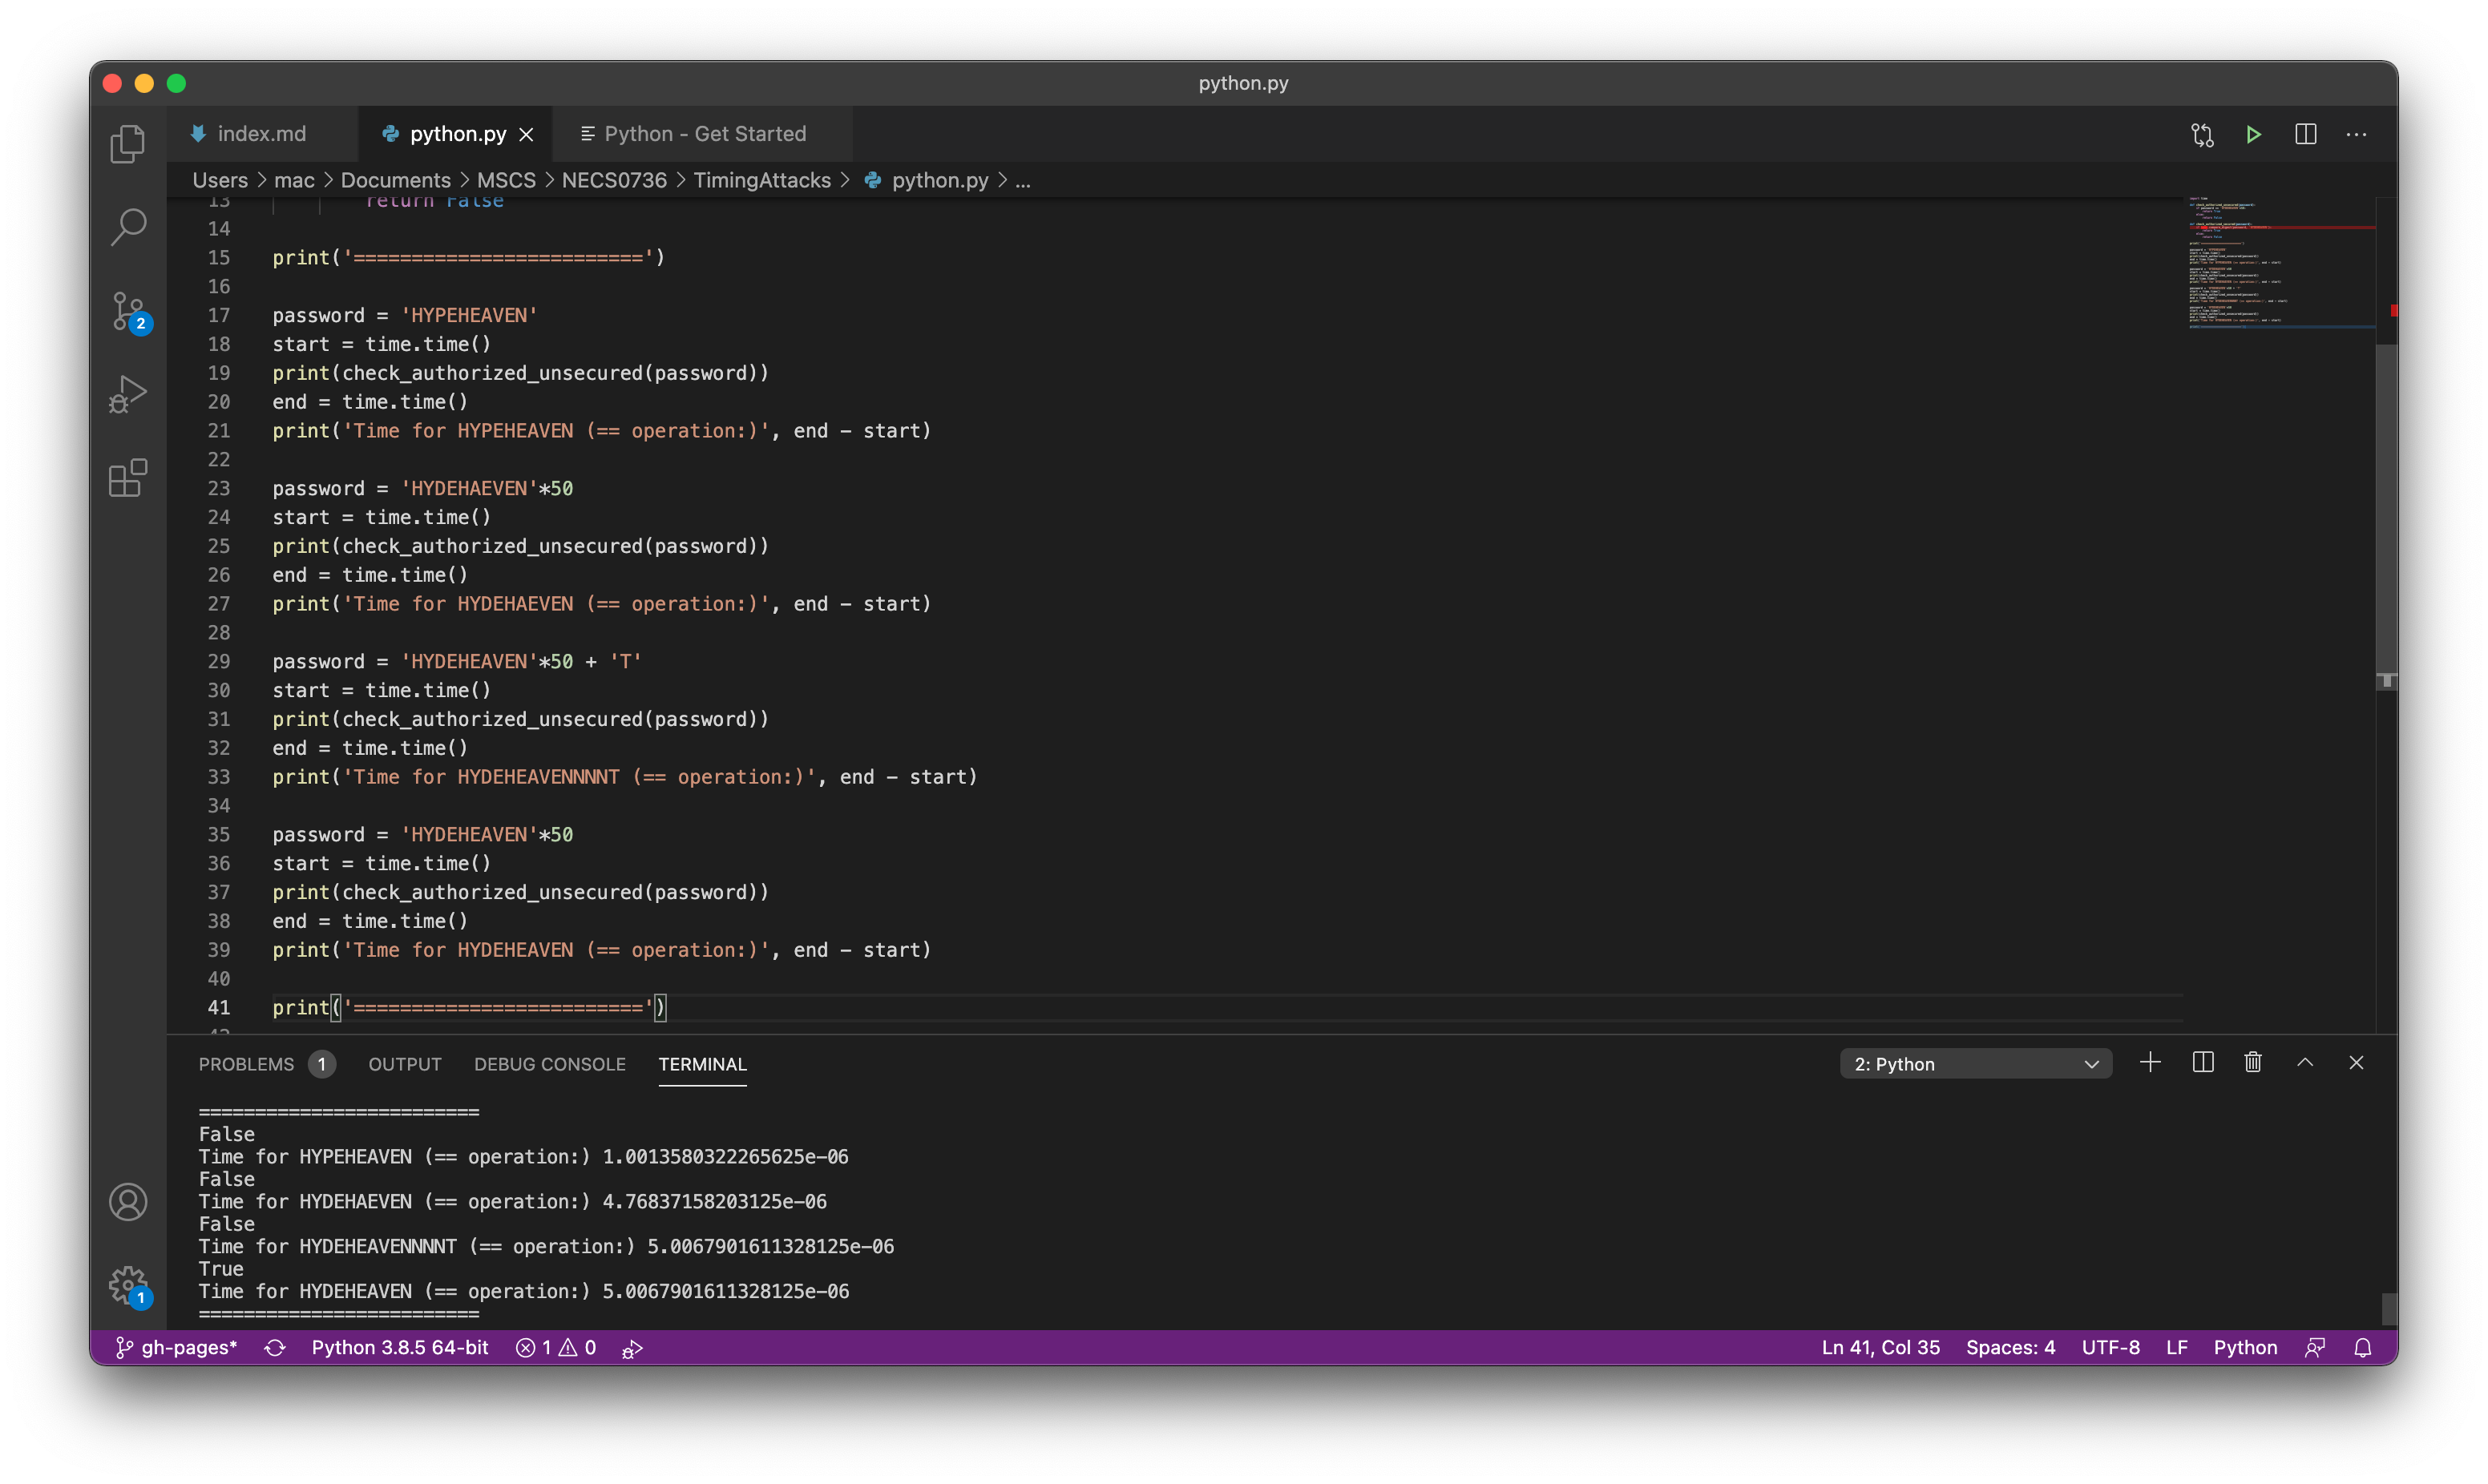 python.py
index.md
python.py
Python - Get Started
Users > mac > Documents > MSCS > NECS0736 > TimingAttacks > python.py > ...
13 return False
14
15 print('=========================')
16
17 password = 'HYPEHEAVEN'
18 start = time.time()
19 print(check_authorized_unsecured(password))
20 end = time.time()
21 print('Time for HYPEHEAVEN (== operation:)', end - start)
22
23 password = 'HYDEHAEVEN'*50
24 start = time.time()
25 print(check_authorized_unsecured(password))
26 end = time.time()
27 print('Time for HYDEHAEVEN (== operation:)', end - start)
28
29 password = 'HYDEHEAVEN'*50 + 'T'
30 start = time.time()
31 print(check_authorized_unsecured(password))
32 end = time.time()
33 print('Time for HYDEHEAVENNNNT (== operation:)', end - start)
34
35 password = 'HYDEHEAVEN'*50
36 start = time.time()
37 print(check_authorized_unsecured(password))
38 end = time.time()
39 print('Time for HYDEHEAVEN (== operation:)', end - start)
40
41 print('=========================')
2
PROBLEMS 1 OUTPUT DEBUG CONSOLE TERMINAL
2: Python
=========================
False
Time for HYPEHEAVEN (== operation:) 1.0013580322265625e-06
False
Time for HYDEHAEVEN (== operation:) 4.76837158203125e-06
False
Time for HYDEHEAVENNNNT (== operation:) 5.0067901611328125e-06
True
Time for HYDEHEAVEN (== operation:) 5.0067901611328125e-06
=========================
1
gh-pages* Python 3.8.5 64-bit 1 0 Ln 41, Col 35 Spaces: 4 UTF-8 LF Python